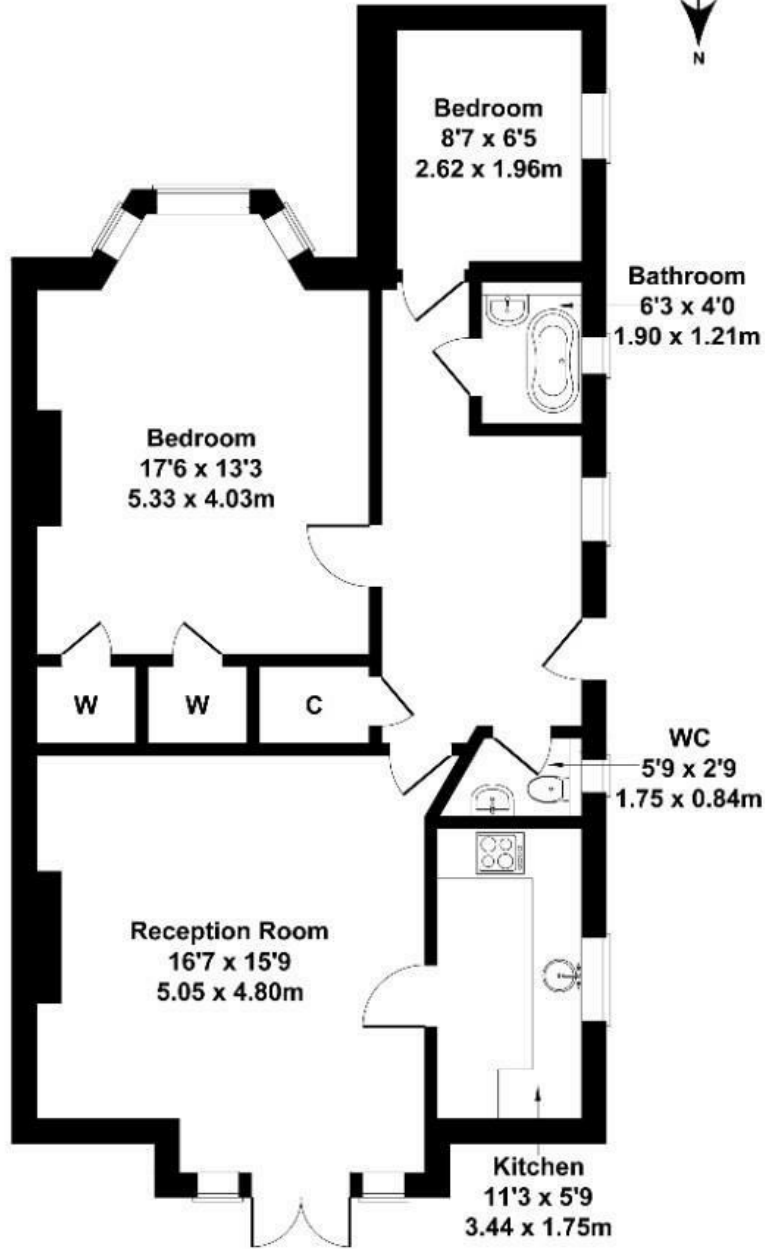 N
Bedroom
8'7 x 6'5
2.62 x 1.96m
Bathroom
6'3 x 4'0
1.90 x 1.21m
Bedroom
17'6 x 13'3
5.33 x 4.03m
W
W
C
WC
5'9 x 2'9
1.75 x 0.84m
Reception Room
16'7 x 15'9
5.05 x 4.80m
Kitchen
11'3 x 5'9
3.44 x 1.75m